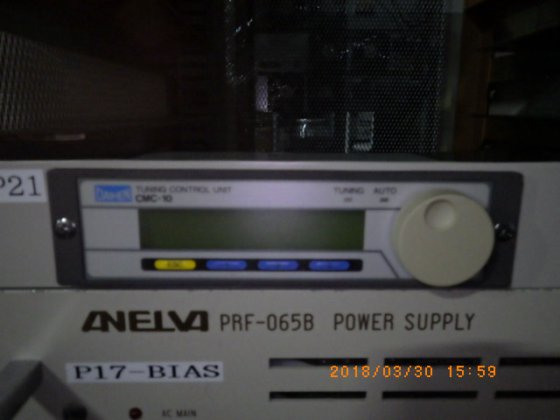 P21
DAIHEN
TUNING CONTROL UNIT
CMC-10
TUNING AUTO
ANELVA PRF-065B POWER SUPPLY
P17-BIAS
2018/03/30 15:59
AC MAIN